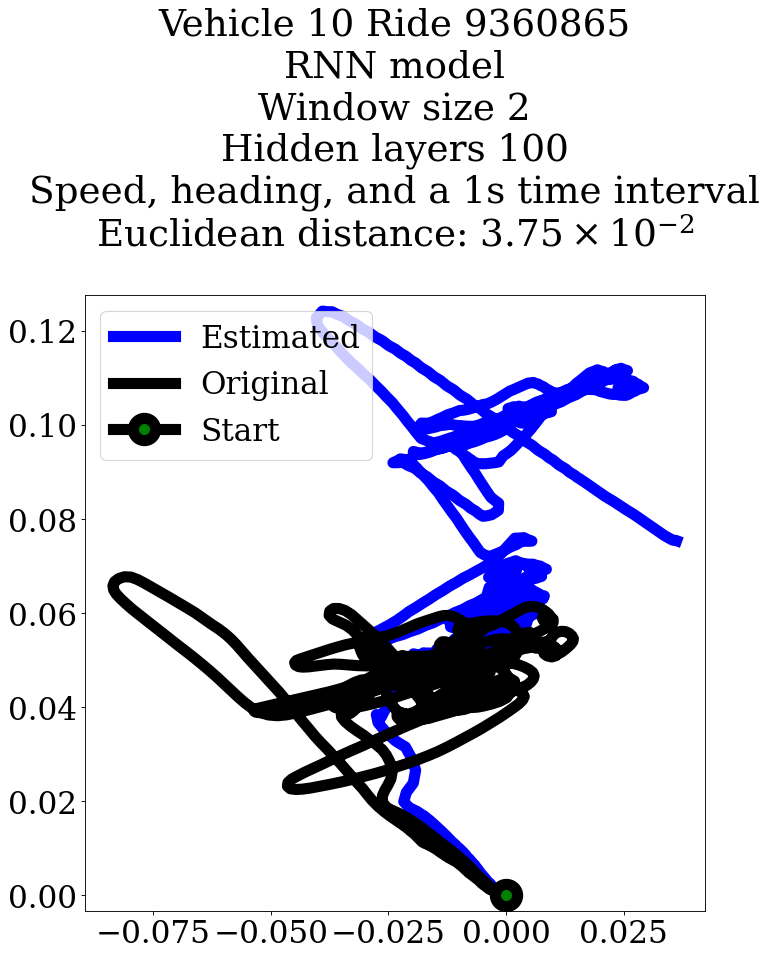 Vehicle 10 Ride 9360865
RNN model
Window size 2
Hidden layers 100
Speed, heading, and a 1s time interval
Euclidean distance: 3.75 × 10⁻²
Estimated
Original
Start
0.12
0.10
0.08
0.06
0.04
0.02
0.00
−0.075 −0.050 −0.025 0.000 0.025